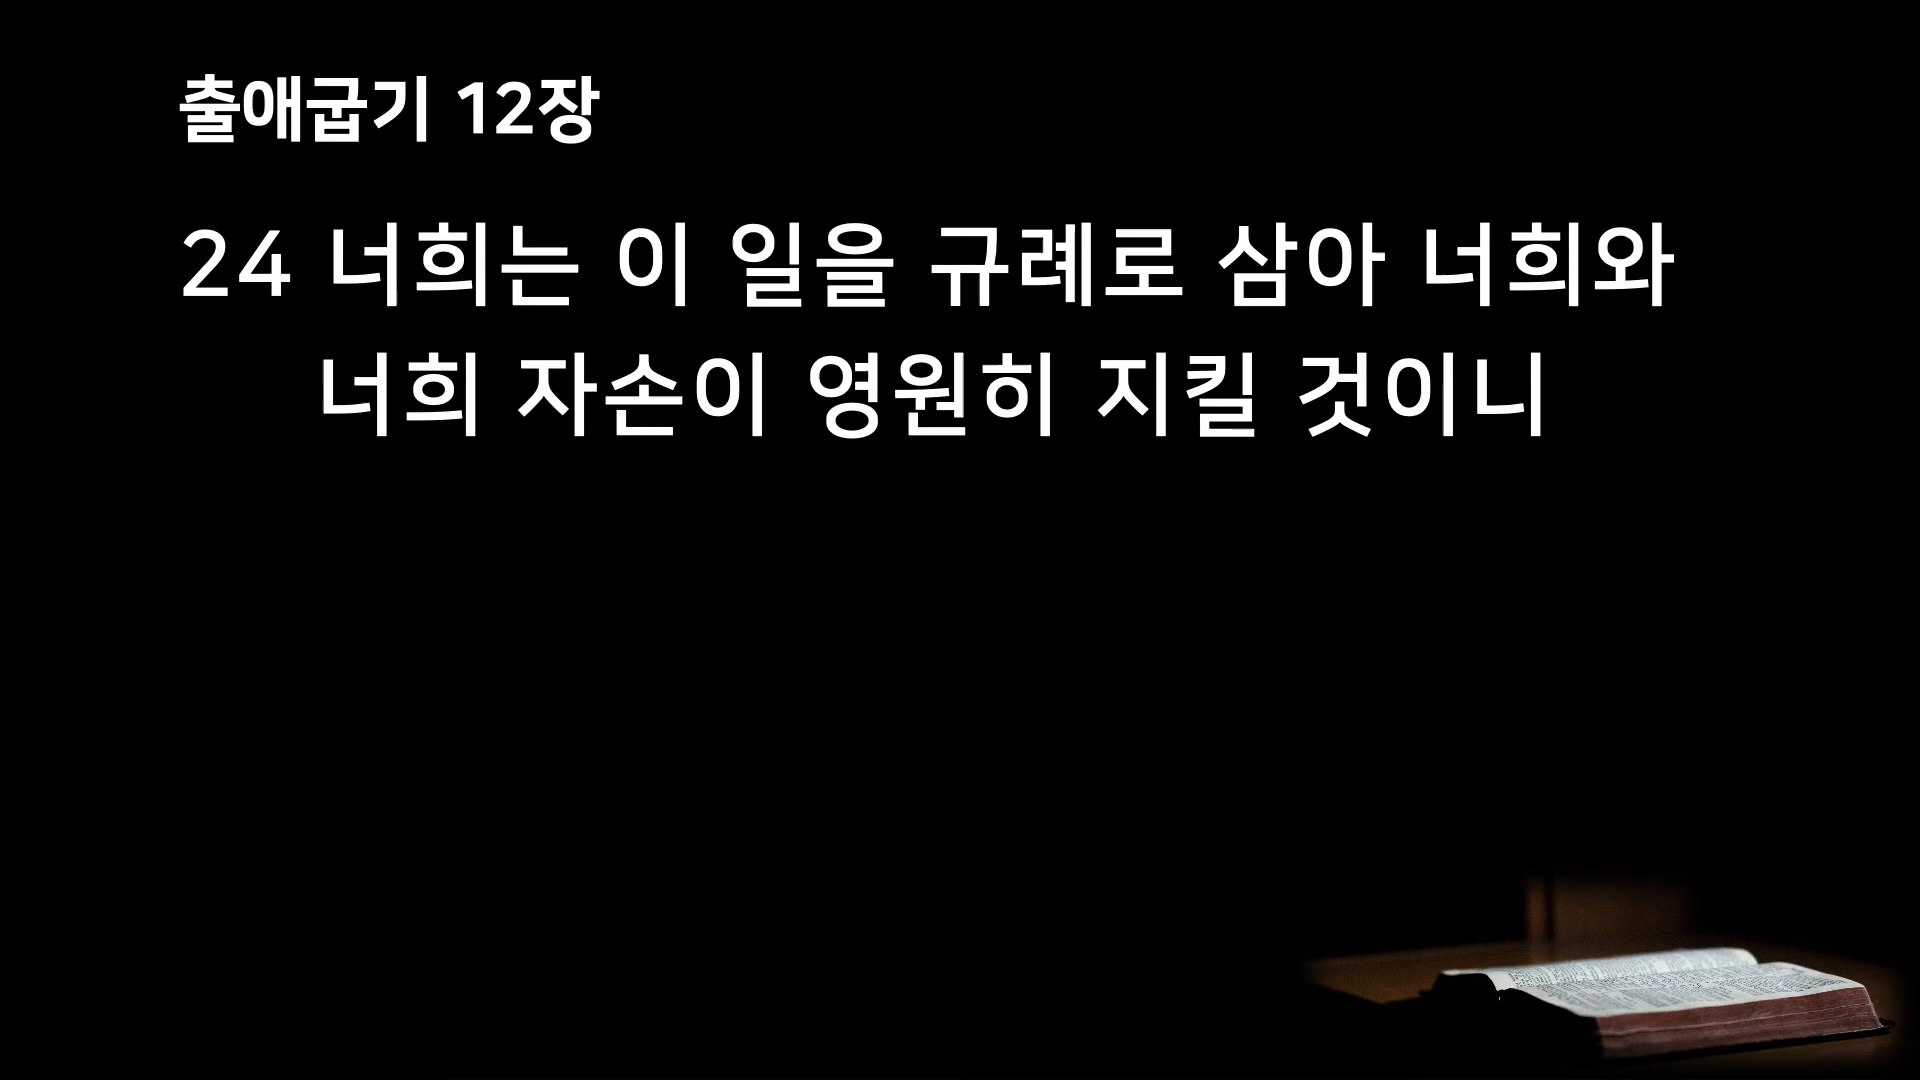 출애굽기 12장
24 너희는 이 일을 규례로 삼아 너희와
너희 자손이 영원히 지킬 것이니